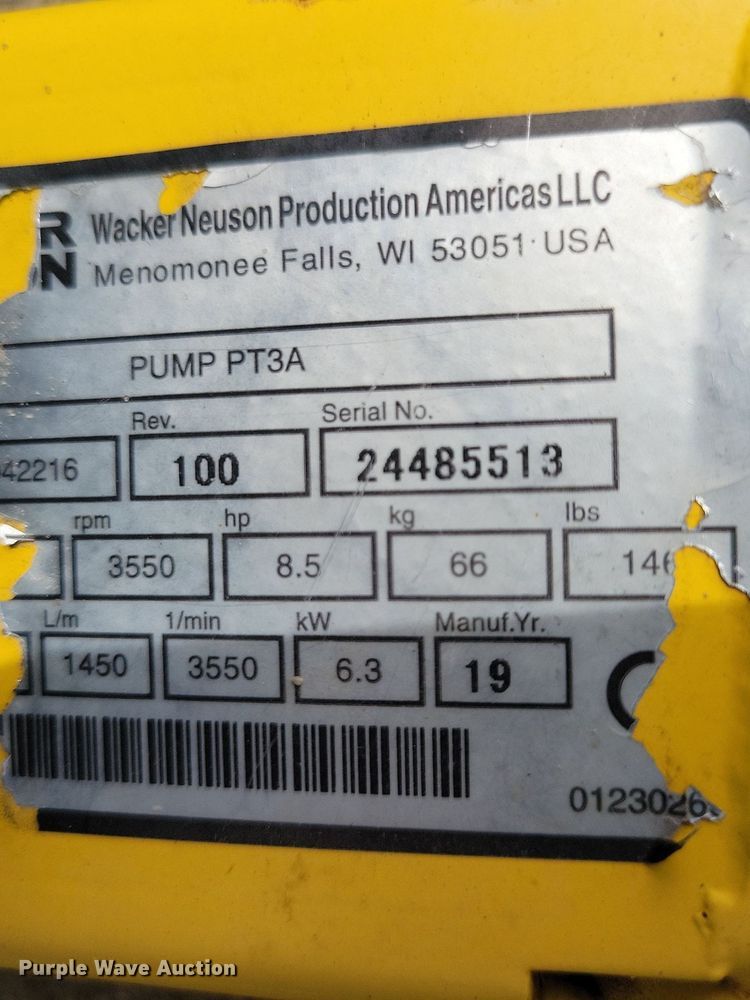 R Wacker Neuson Production Americas LLC
N Menomonee Falls, WI 53051 USA
PUMP PT3A
Rev. Serial No.
42216 100 24485513
rpm hp kg lbs
3550 8.5 66 146
L/m 1/min kW Manuf.Yr.
1450 3550 6.3 19
C
0123026
Purple Wave Auction